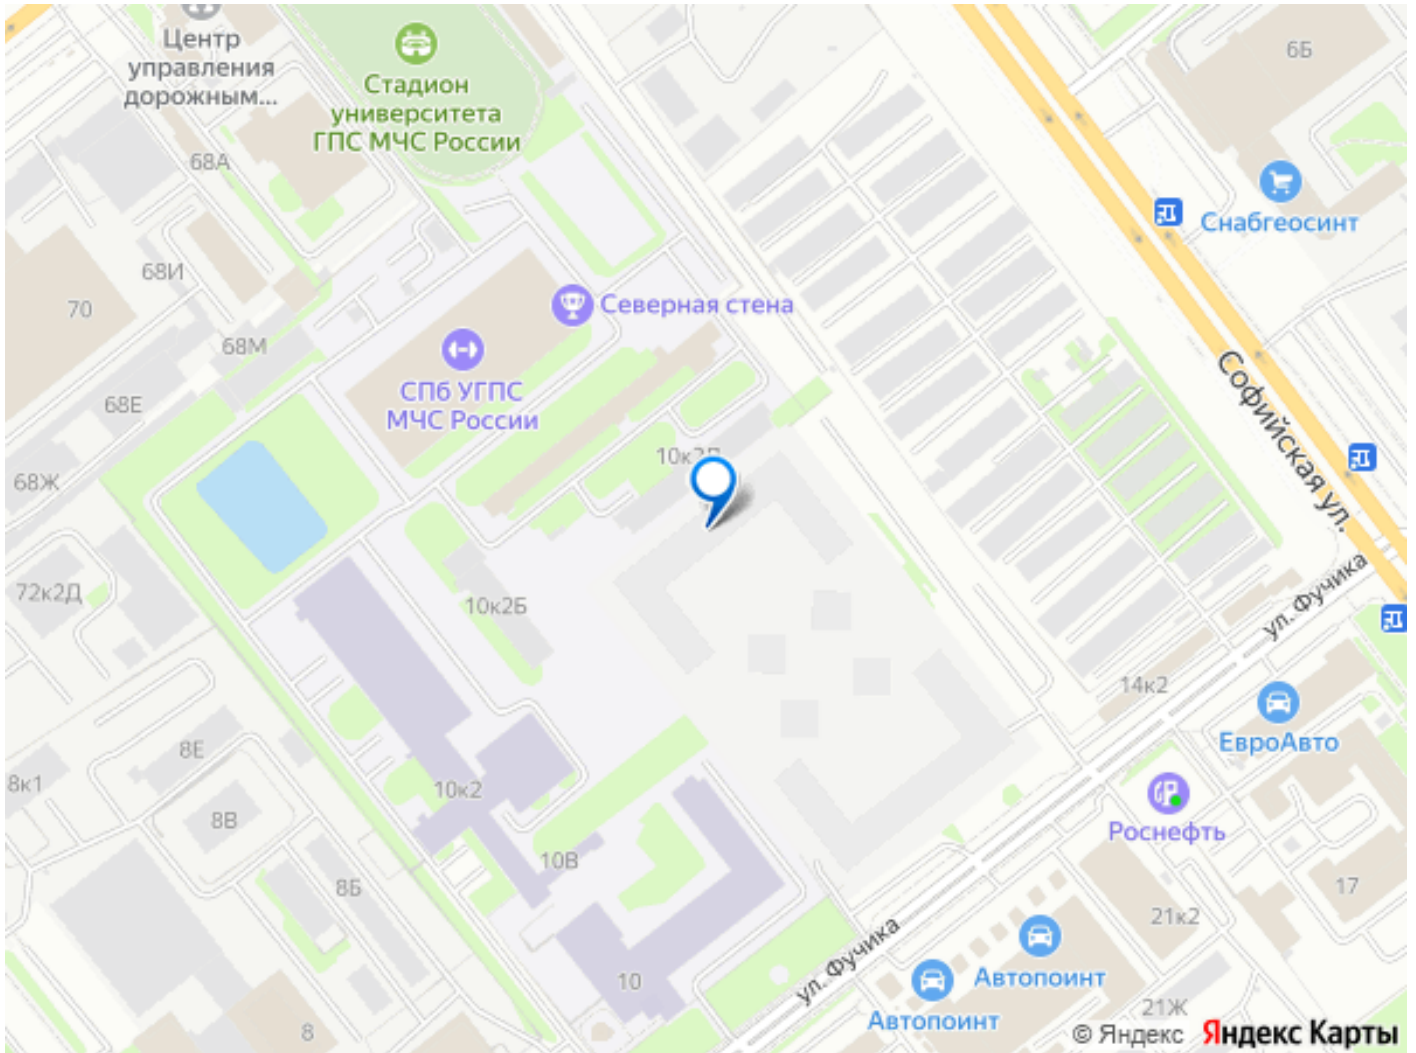 Центр
управления
дорожным...
Стадион
университета
ГПС МЧС России
6Б
68А
Снабгеосинт
68И
70
Северная стена
68М
СПб УГПС
МЧС России
68Е
Софийская ул.
68Ж
72к2Д
10к2Б
ул. Фучика
14к2
ЕвроАвто
8Е
8к1
10к2
8В
Роснефть
10В
8Б
17
21к2
ул. Фучика
Автопоинт
10
Автопоинт
21Ж
8
© Яндекс Яндекс Карты